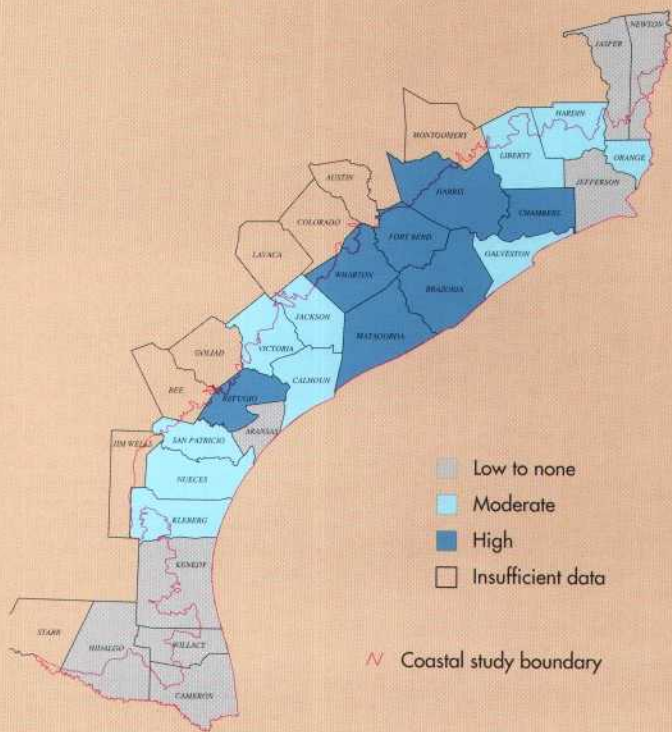 NEWTON
JASPER
HARDIN
MONTGOMERY
LIBERTY
ORANGE
JEFFERSON
AUSTIN
HARRIS
CHAMBERS
COLORADO
FORT BEND
LAVACA
GALVESTON
WHARTON
BRAZORIA
JACKSON
MATAGORDA
VICTORIA
GOLIAD
CALHOUN
BEE
REFUGIO
ARANSAS
JIM WELLS
SAN PATRICIO
NUECES
KLEBERG
KENEDY
STARR
HIDALGO
WILLACY
CAMERON
Low to none
Moderate
High
Insufficient data
Coastal study boundary